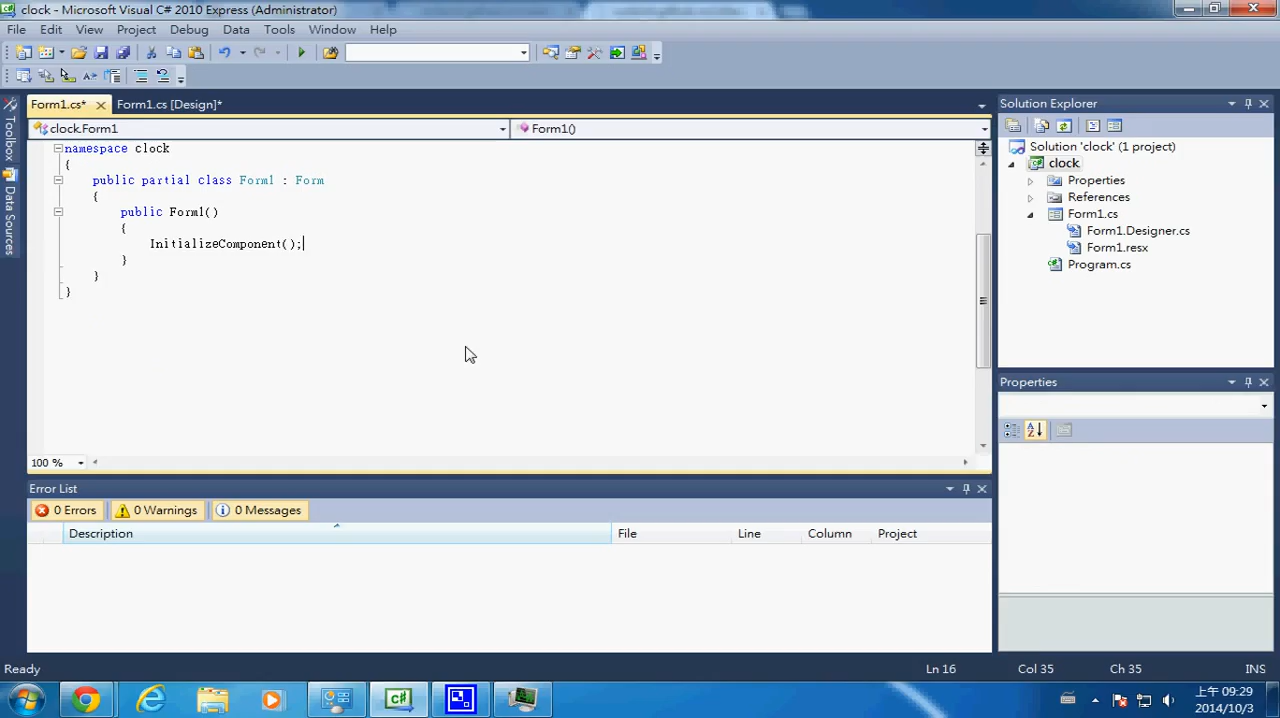 clock - Microsoft Visual C# 2010 Express (Administrator)
File Edit View Project Debug Data Tools Window Help
Form1.cs* Form1.cs [Design]*
clock.Form1 Form1()
Toolbox
Data Sources
namespace clock
{
public partial class Form1 : Form
{
public Form1()
{
InitializeComponent();
}
}
}
100 %
Solution Explorer
Solution 'clock' (1 project)
clock
Properties
References
Form1.cs
Form1.Designer.cs
Form1.resx
Program.cs
Properties
Error List
0 Errors 0 Warnings 0 Messages
Description File Line Column Project
Ready Ln 16 Col 35 Ch 35 INS
上午 09:29
2014/10/3